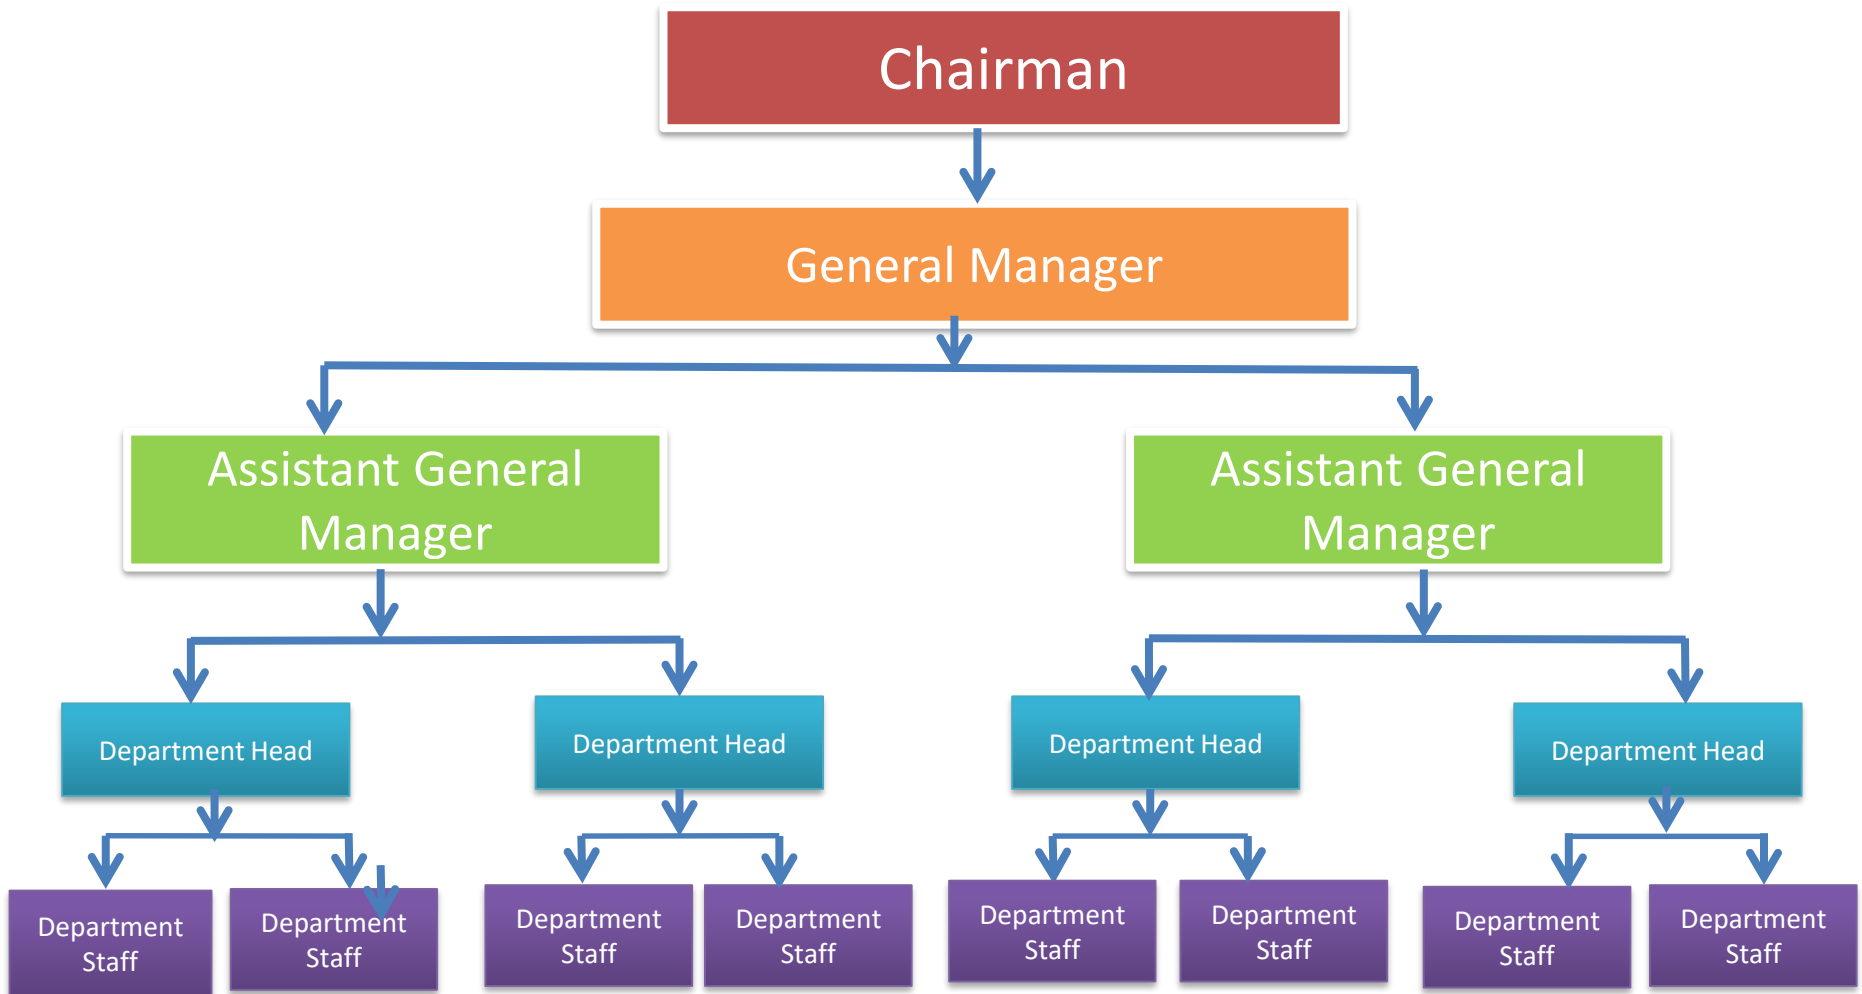 Chairman
General Manager
Assistant General
Manager
Assistant General
Manager
Department Head
Department Head
Department Head
Department Head
Department
Staff
Department
Staff
Department
Staff
Department
Staff
Department
Staff
Department
Staff
Department
Staff
Department
Staff